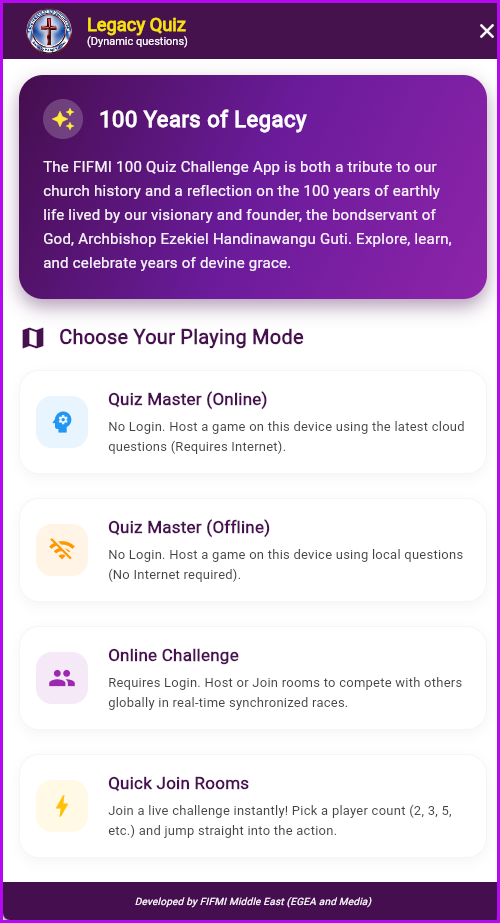 Legacy Quiz
(Dynamic questions)
100 Years of Legacy
The FIFMI 100 Quiz Challenge App is both a tribute to our
church history and a reflection on the 100 years of earthly
life lived by our visionary and founder, the bondservant of
God, Archbishop Ezekiel Handinawangu Guti. Explore, learn,
and celebrate years of devine grace.
Choose Your Playing Mode
Quiz Master (Online)
No Login. Host a game on this device using the latest cloud
questions (Requires Internet).
Quiz Master (Offline)
No Login. Host a game on this device using local questions
(No Internet required).
Online Challenge
Requires Login. Host or Join rooms to compete with others
globally in real-time synchronized races.
Quick Join Rooms
Join a live challenge instantly! Pick a player count (2, 3, 5,
etc.) and jump straight into the action.
Developed by FIFMI Middle East (EGEA and Media)